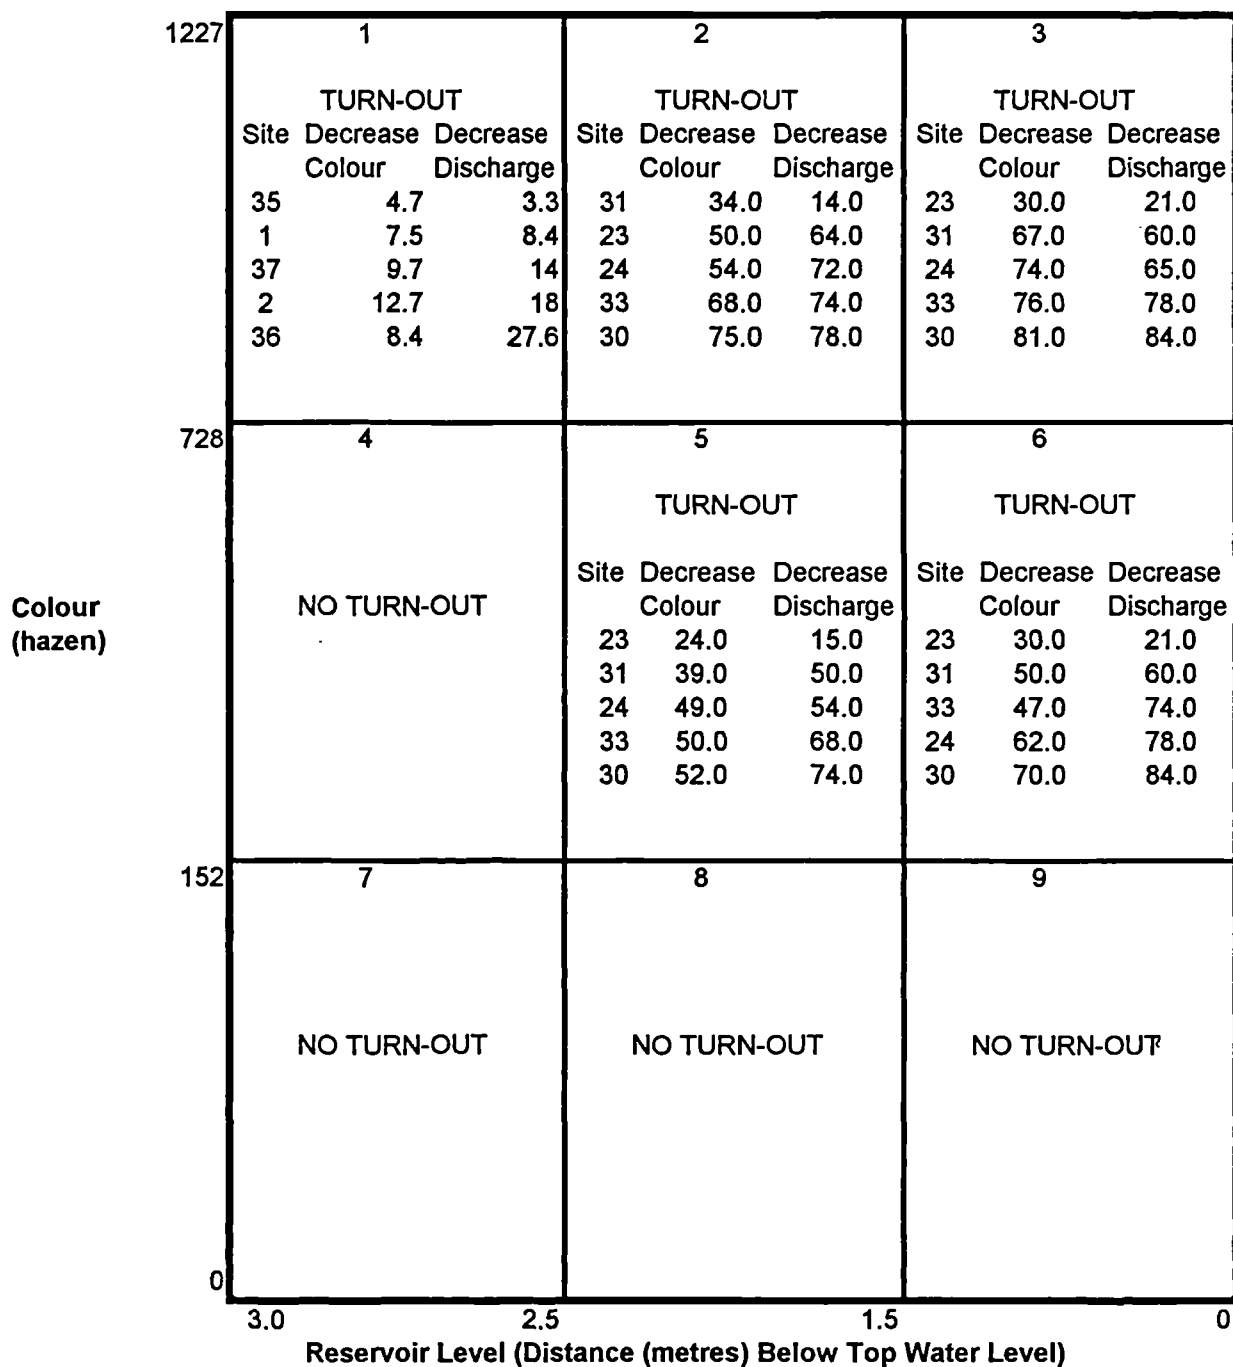 1227
1
TURN-OUT
Site Decrease Decrease
Colour Discharge
35 4.7 3.3
1 7.5 8.4
37 9.7 14
2 12.7 18
36 8.4 27.6
2
TURN-OUT
Site Decrease Decrease
Colour Discharge
31 34.0 14.0
23 50.0 64.0
24 54.0 72.0
33 68.0 74.0
30 75.0 78.0
3
TURN-OUT
Site Decrease Decrease
Colour Discharge
23 30.0 21.0
31 67.0 60.0
24 74.0 65.0
33 76.0 78.0
30 81.0 84.0
728
4
NO TURN-OUT
5
TURN-OUT
Site Decrease Decrease
Colour Discharge
23 24.0 15.0
31 39.0 50.0
24 49.0 54.0
33 50.0 68.0
30 52.0 74.0
6
TURN-OUT
Site Decrease Decrease
Colour Discharge
23 30.0 21.0
31 50.0 60.0
33 47.0 74.0
24 62.0 78.0
30 70.0 84.0
Colour
(hazen)
152
7
NO TURN-OUT
8
NO TURN-OUT
9
NO TURN-OUT
0
3.0 2.5 1.5 0
Reservoir Level (Distance (metres) Below Top Water Level)